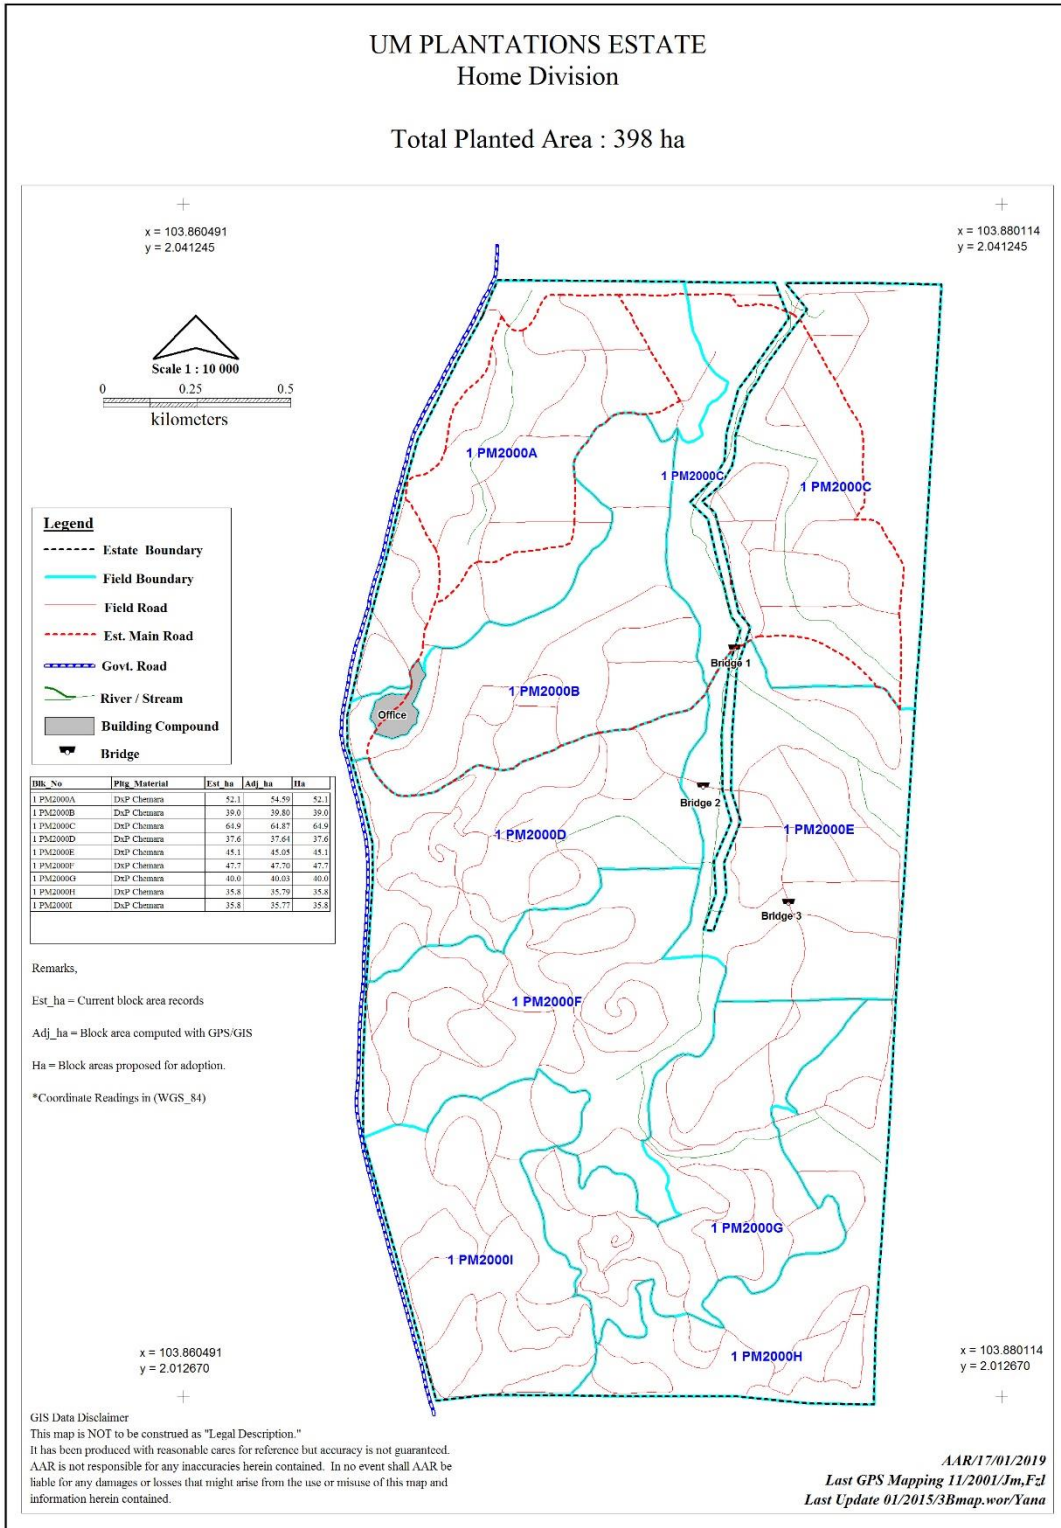 UM PLANTATIONS ESTATE
Home Division
Total Planted Area : 398 ha
x = 103.860491
y = 2.041245
x = 103.880114
y = 2.041245
Scale 1 : 10 000
0 0.25 0.5
kilometers
1 PM2000A
1 PM2000C
1 PM2000C
Legend
Estate Boundary
Field Boundary
Field Road
Est. Main Road
Govt. Road
River / Stream
Building Compound
Bridge
Bridge 1
1 PM2000B
Office
Bridge 2
1 PM2000D
1 PM2000E
Bridge 3
Blk_No Pltg_Material Est_ha Adj_ha Ha
1 PM2000A DxP Chemara 52.1 54.59 52.1
1 PM2000B DxP Chemara 39.0 39.80 39.0
1 PM2000C DxP Chemara 64.9 64.87 64.9
1 PM2000D DxP Chemara 37.6 37.64 37.6
1 PM2000E DxP Chemara 45.1 45.05 45.1
1 PM2000F DxP Chemara 47.7 47.70 47.7
1 PM2000G DxP Chemara 40.0 40.03 40.0
1 PM2000H DxP Chemara 35.8 35.79 35.8
1 PM2000I DxP Chemara 35.8 35.77 35.8
Remarks,
Est_ha = Current block area records
Adj_ha = Block area computed with GPS/GIS
Ha = Block areas proposed for adoption.
*Coordinate Readings in (WGS_84)
1 PM2000F
1 PM2000G
1 PM2000I
1 PM2000H
x = 103.860491
y = 2.012670
x = 103.880114
y = 2.012670
GIS Data Disclaimer
This map is NOT to be construed as "Legal Description."
It has been produced with reasonable cares for reference but accuracy is not guaranteed.
AAR is not responsible for any inaccuracies herein contained. In no event shall AAR be
liable for any damages or losses that might arise from the use or misuse of this map and
information herein contained.
AAR/17/01/2019
Last GPS Mapping 11/2001/Jm,Fzl
Last Update 01/2015/3Bmap.wor/Yana